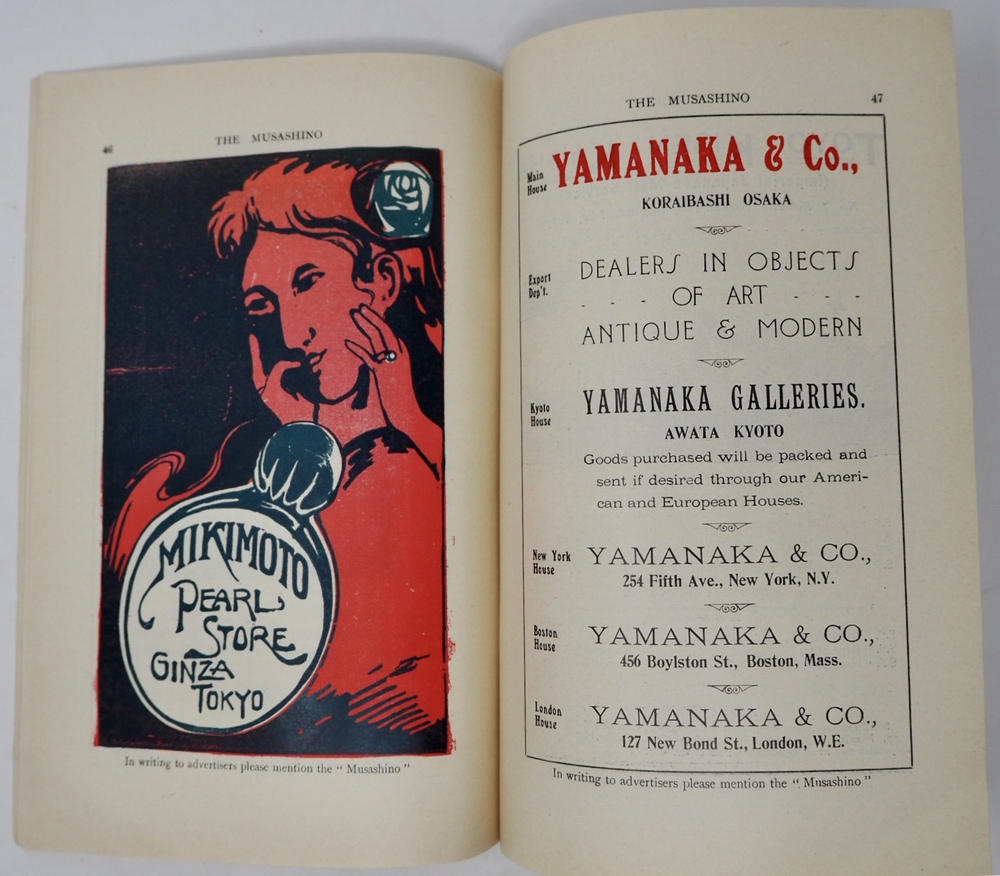 46
THE MUSASHINO
MIKIMOTO
PEARL
STORE
GINZA
TOKYO
In writing to advertisers please mention the “ Musashino ”
THE MUSASHINO 47
Main
House
YAMANAKA & Co.,
KORAIBASHI OSAKA
Export
Dep't.
DEALERS IN OBJECTS
- - - OF ART - - -
ANTIQUE & MODERN
Kyoto
House
YAMANAKA GALLERIES.
AWATA KYOTO
Goods purchased will be packed and
sent if desired through our Ameri-
can and European Houses.
New York
House
YAMANAKA & CO.,
254 Fifth Ave., New York, N.Y.
Boston
House
YAMANAKA & CO.,
456 Boylston St., Boston, Mass.
London
House
YAMANAKA & CO.,
127 New Bond St., London, W.E.
In writing to advertisers please mention the “ Musashino ”